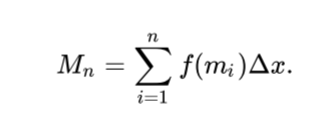 $M_n = \sum_{i=1}^{n} f(m_i)\Delta x.$